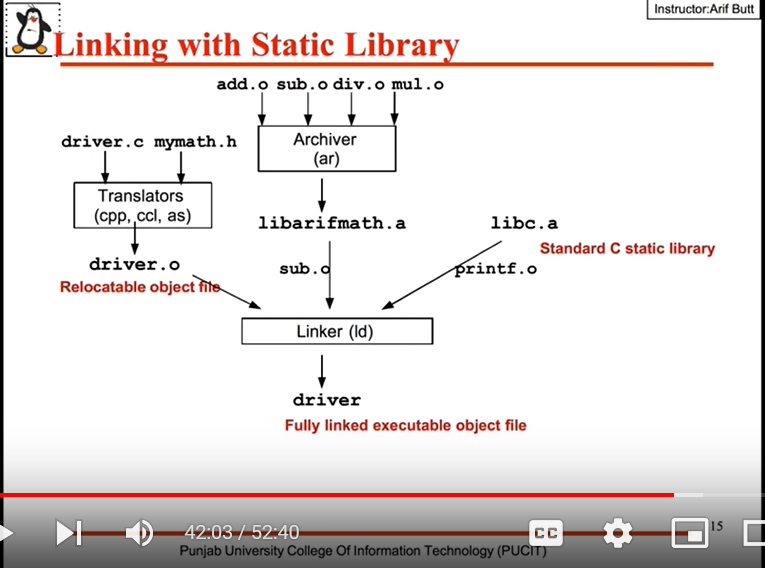 Instructor:Arif Butt
Linking with Static Library
add.o sub.o div.o mul.o
driver.c mymath.h
Archiver
(ar)
Translators
(cpp, ccl, as)
libarifmath.a
libc.a
Standard C static library
driver.o
sub.o
printf.o
Relocatable object file
Linker (ld)
driver
Fully linked executable object file
42:03 / 52:40
CC
15
Punjab University College Of Information Technology (PUCIT)